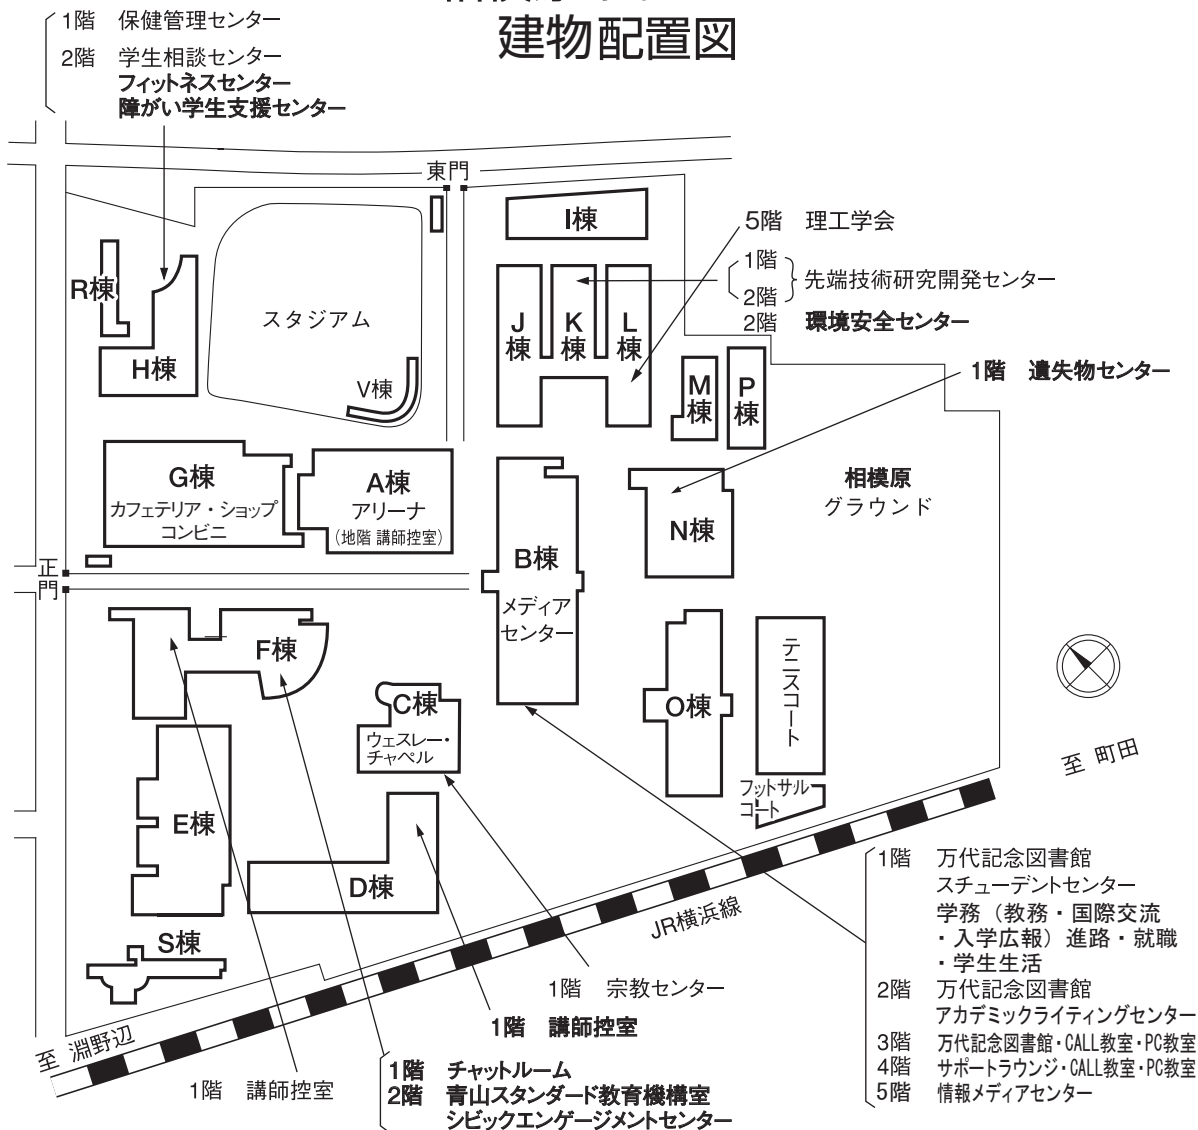 建物配置図
1階 保健管理センター
2階 学生相談センター
フィットネスセンター
障がい学生支援センター
東門
I棟
5階 理工学会
1階
2階
先端技術研究開発センター
2階 環境安全センター
R棟
H棟
スタジアム
V棟
J棟
K棟
L棟
M棟
P棟
1階 遺失物センター
G棟
カフェテリア・ショップ
コンビニ
A棟
アリーナ
(地階 講師控室)
B棟
メディア
センター
N棟
相模原
グラウンド
正門
F棟
C棟
ウェスレー・
チャペル
O棟
テニスコート
フットサル
コート
至 町田
E棟
D棟
S棟
JR横浜線
至 淵野辺
1階 講師控室
1階 宗教センター
1階 講師控室
1階 チャットルーム
2階 青山スタンダード教育機構室
シビックエンゲージメントセンター
1階 万代記念図書館
スチューデントセンター
学務（教務・国際交流
・入学広報）進路・就職
・学生生活
2階 万代記念図書館
アカデミックライティングセンター
3階 万代記念図書館・CALL教室・PC教室
4階 サポートラウンジ・CALL教室・PC教室
5階 情報メディアセンター